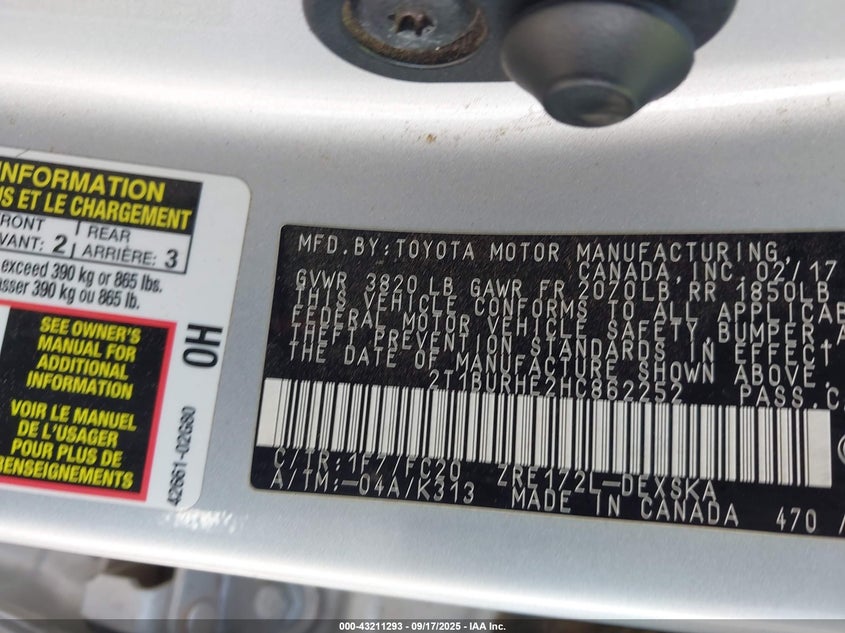 INFORMATION
US ET LE CHARGEMENT
FRONT
VANT: 2
REAR
ARRIÈRE: 3
exceed 390 kg or 865 lbs.
asser 390 kg ou 865 lb.
SEE OWNER'S
MANUAL FOR
ADDITIONAL
INFORMATION
VOIR LE MANUEL
DE L'USAGER
POUR PLUS DE
RENSEIGNEMENTS
OH
42661-02G80
MFD.BY:TOYOTA MOTOR MANUFACTURING,
CANADA,INC.02/17
GVWR 3820 LB GAWR FR 2070LB RR 1850LB
THIS VEHICLE CONFORMS TO ALL APPLICAB
FEDERAL MOTOR VEHICLE SAFETY,BUMPER,A
THEFT PREVENTION STANDARDS IN EFFECT
THE DATE OF MANUFACTURE SHOWN ABOVE.
2T1BURHE2HC862252 PASS.C
C/TR:1F7/FC20 ZRE172L-DEXSKA
A/TM:-04A/K313 MADE IN CANADA 470
000-43211293 - 09/17/2025 - IAA Inc.